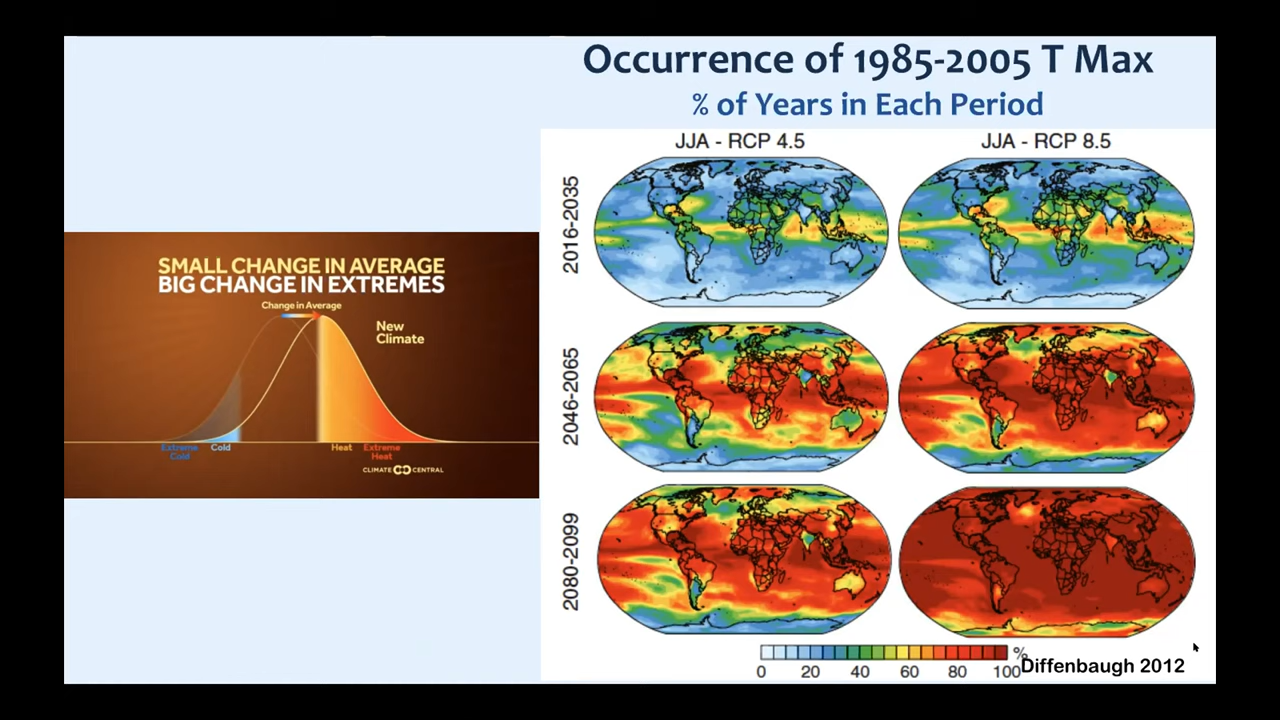 Occurrence of 1985-2005 T Max
% of Years in Each Period
SMALL CHANGE IN AVERAGE
BIG CHANGE IN EXTREMES
Change in Average
New
Climate
Extreme
Cold
Cold
Heat
Extreme
Heat
CLIMATE CENTRAL
JJA - RCP 4.5
JJA - RCP 8.5
2016-2035
2046-2065
2080-2099
0 20 40 60 80 100
%
Diffenbaugh 2012